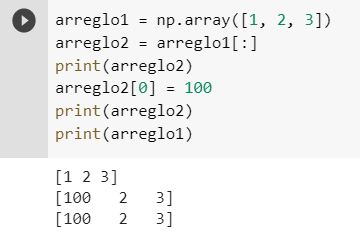 arreglo1 = np.array([1, 2, 3])
arreglo2 = arreglo1[:]
print(arreglo2)
arreglo2[0] = 100
print(arreglo2)
print(arreglo1)
[1 2 3]
[100   2   3]
[100   2   3]